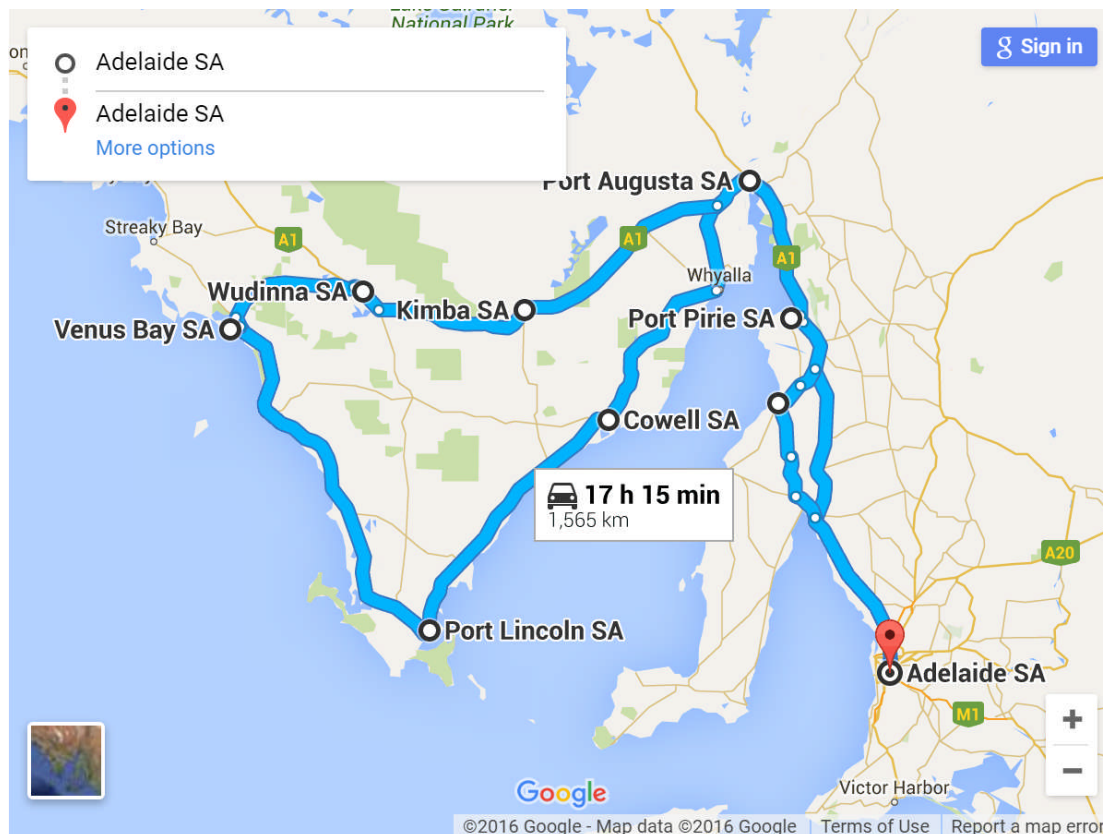 National Park
Adelaide SA
Adelaide SA
More options
Sign in
Port Augusta SA
Streaky Bay
A1
A1
A1
Whyalla
Wudinna SA
Kimba SA
Port Pirie SA
Venus Bay SA
Cowell SA
17 h 15 min
1,565 km
A20
Port Lincoln SA
Adelaide SA
M1
+
−
Google
Victor Harbor
©2016 Google - Map data ©2016 Google
Terms of Use
Report a map error